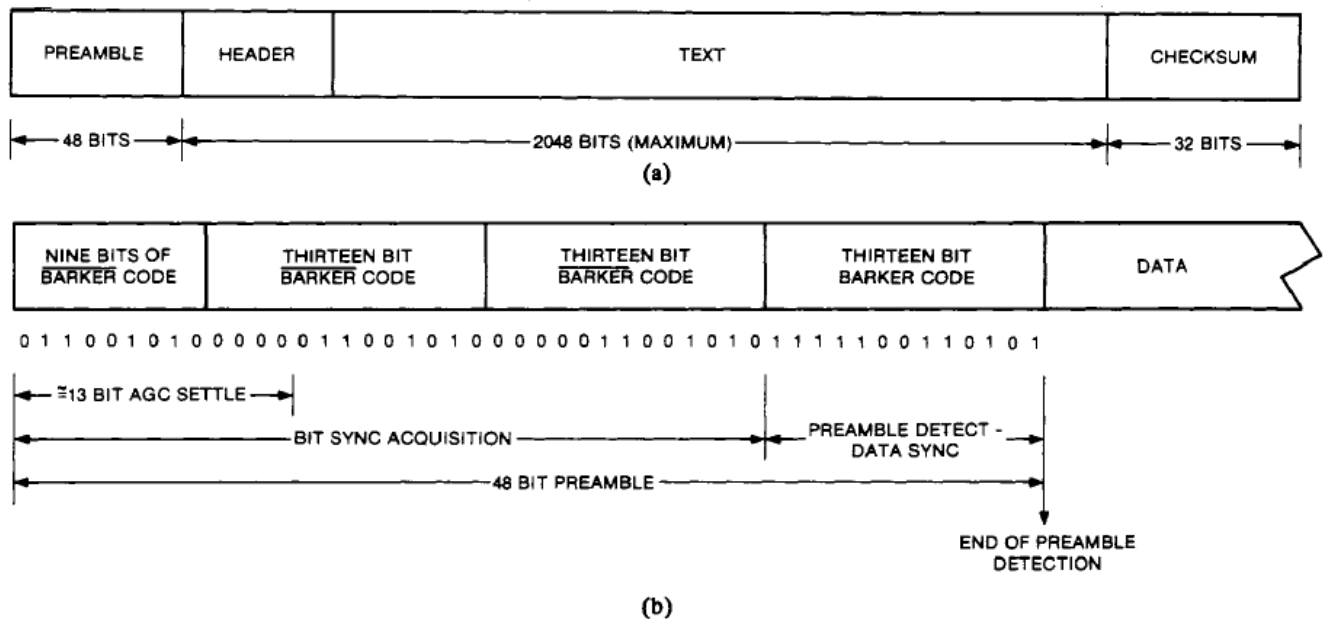 PREAMBLE HEADER TEXT CHECKSUM
48 BITS 2048 BITS (MAXIMUM) 32 BITS
(a)
NINE BITS OF
BARKER CODE
THIRTEEN BIT
BARKER CODE
THIRTEEN BIT
BARKER CODE
THIRTEEN BIT
BARKER CODE
DATA
0 1 1 0 0 1 0 1 0 0 0 0 0 0 1 1 0 0 1 0 1 0 0 0 0 0 0 1 1 0 0 1 0 1 0 1 1 1 1 1 0 0 1 1 0 1 0 1
≅13 BIT AGC SETTLE
BIT SYNC ACQUISITION
PREAMBLE DETECT -
DATA SYNC
48 BIT PREAMBLE
END OF PREAMBLE
DETECTION
(b)